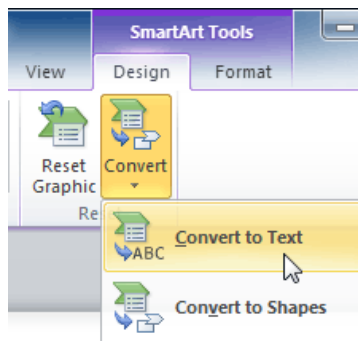 SmartArt Tools
View Design Format
Reset Graphic
Convert
Re
ABC
Convert to Text
Convert to Shapes